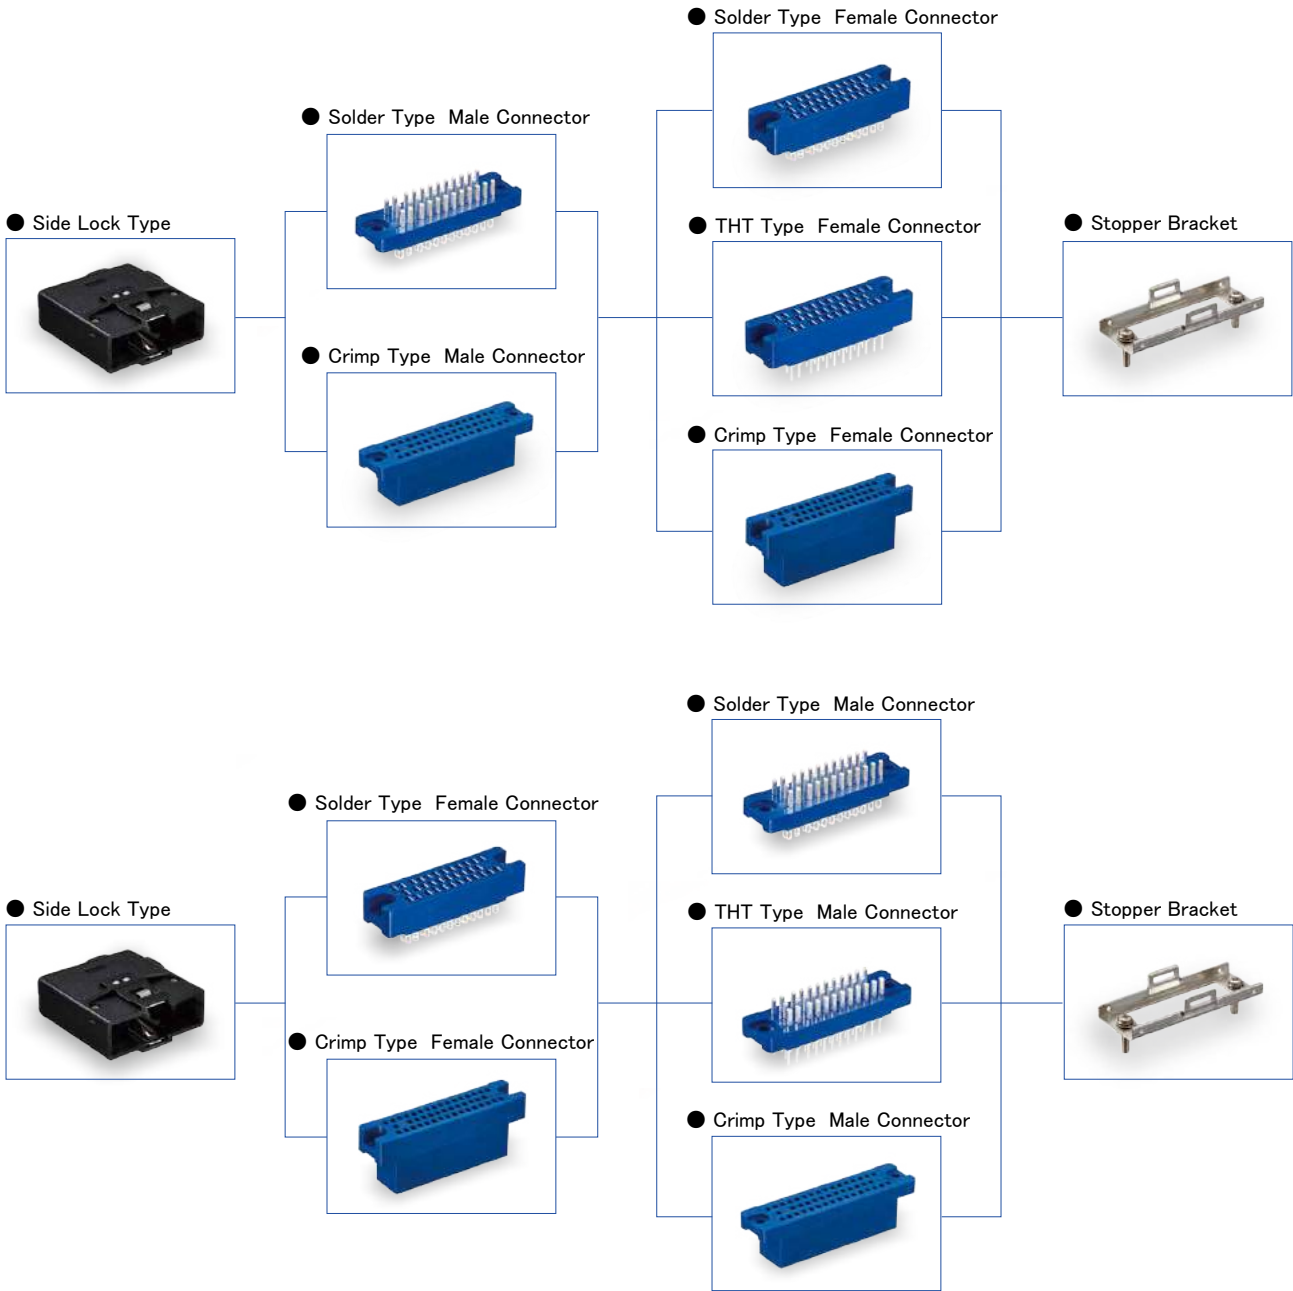 ● Solder Type Female Connector
● Solder Type Male Connector
● Side Lock Type
● THT Type Female Connector
● Stopper Bracket
● Crimp Type Male Connector
● Crimp Type Female Connector
● Solder Type Male Connector
● Solder Type Female Connector
● Side Lock Type
● THT Type Male Connector
● Stopper Bracket
● Crimp Type Female Connector
● Crimp Type Male Connector